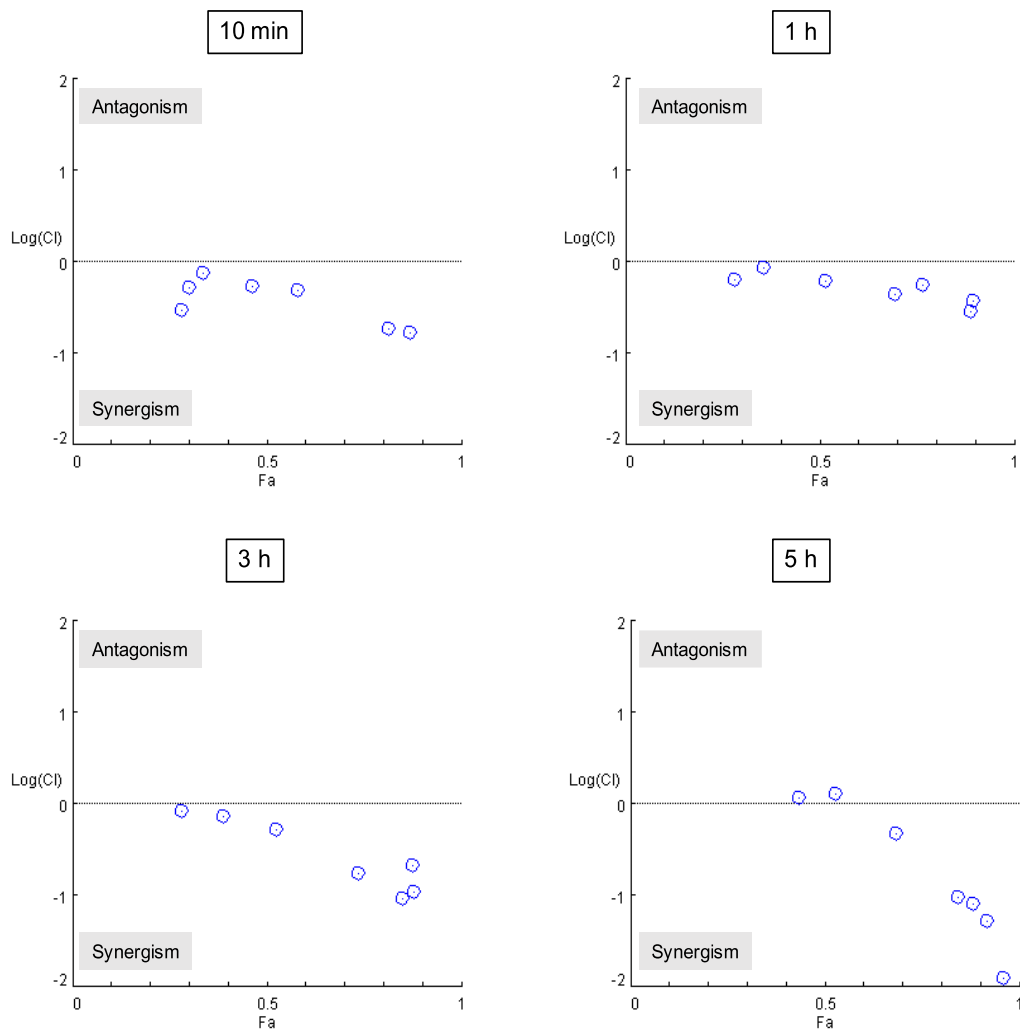 10 min
2
Antagonism
1
Log(CI)
0
-1
Synergism
-2
0 0.5 1
Fa
1 h
2
Antagonism
1
Log(CI)
0
-1
Synergism
-2
0 0.5 1
Fa
3 h
2
Antagonism
1
Log(CI)
0
-1
Synergism
-2
0 0.5 1
Fa
5 h
2
Antagonism
1
Log(CI)
0
-1
Synergism
-2
0 0.5 1
Fa